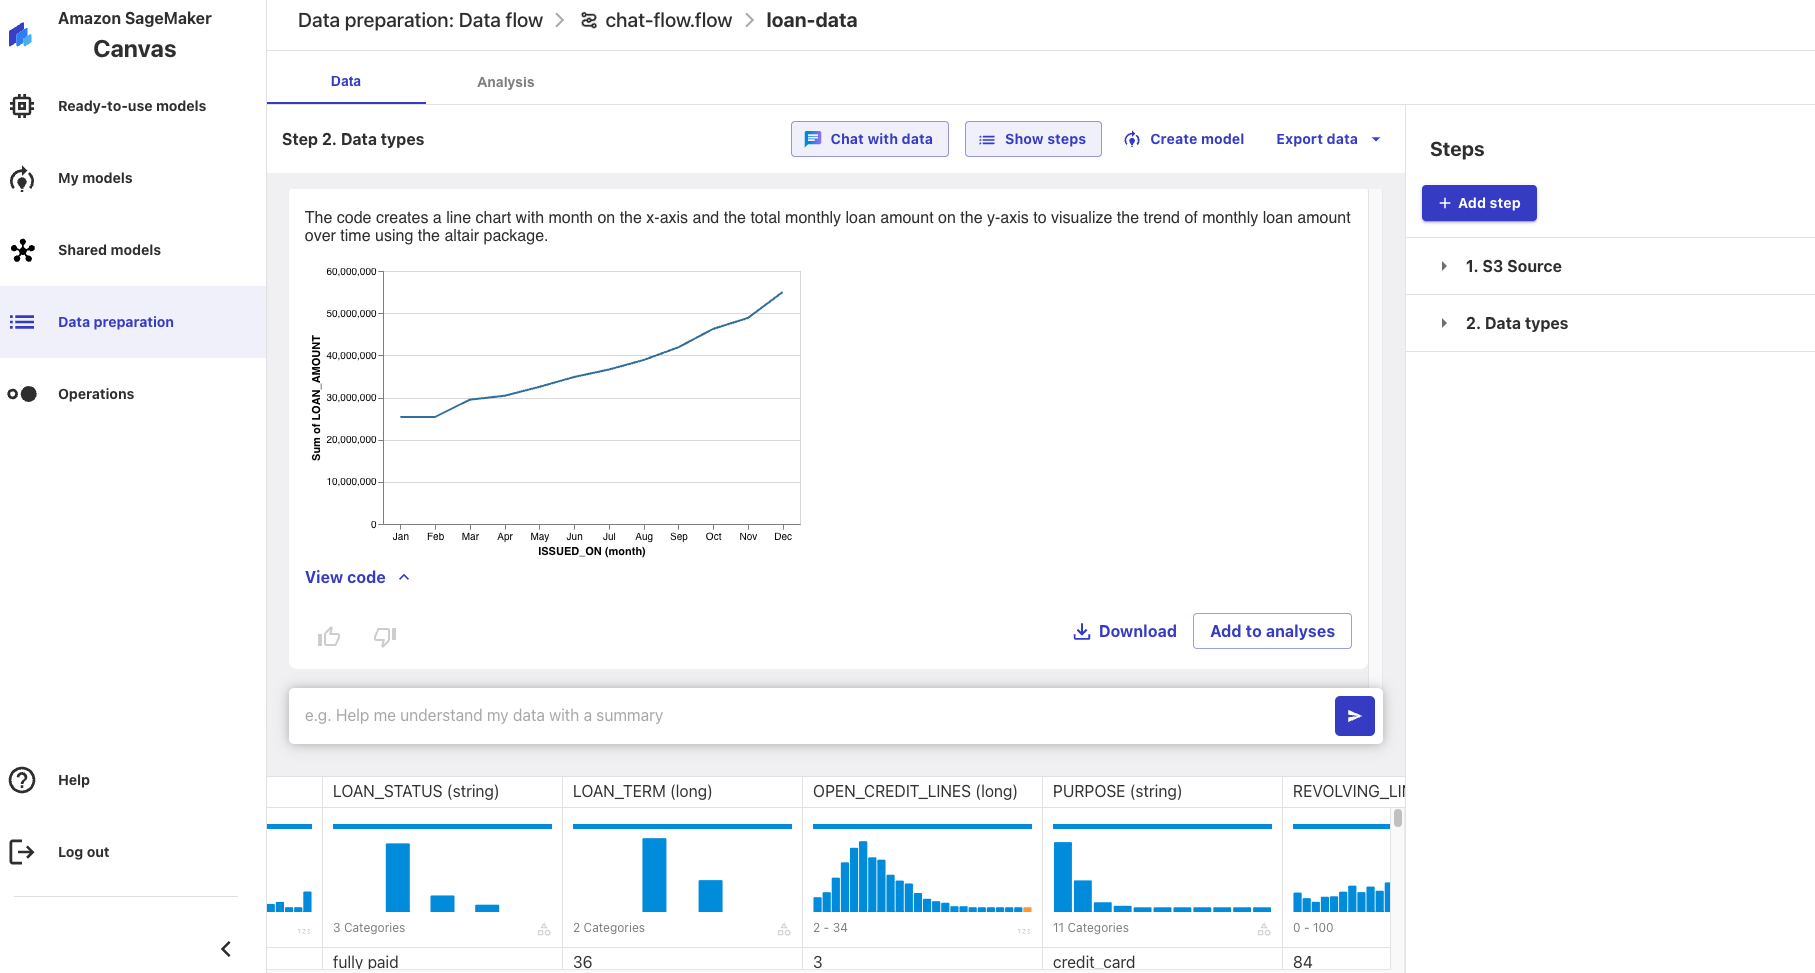 Amazon SageMaker
Canvas
Ready-to-use models
My models
Shared models
Data preparation
Operations
Help
Log out
Data preparation: Data flow > chat-flow.flow > loan-data
Data
Analysis
Step 2. Data types
Chat with data
Show steps
Create model
Export data
The code creates a line chart with month on the x-axis and the total monthly loan amount on the y-axis to visualize the trend of monthly loan amount
over time using the altair package.
60,000,000
50,000,000
40,000,000
30,000,000
20,000,000
10,000,000
0
Sum of LOAN_AMOUNT
Jan Feb Mar Apr May Jun Jul Aug Sep Oct Nov Dec
ISSUED_ON (month)
View code
Download
Add to analyses
e.g. Help me understand my data with a summary
LOAN_STATUS (string)
LOAN_TERM (long)
OPEN_CREDIT_LINES (long)
PURPOSE (string)
REVOLVING_LI
123
3 Categories
2 Categories
2 - 34
123
11 Categories
0 - 100
fully paid
36
3
credit_card
84
Steps
+ Add step
1. S3 Source
2. Data types